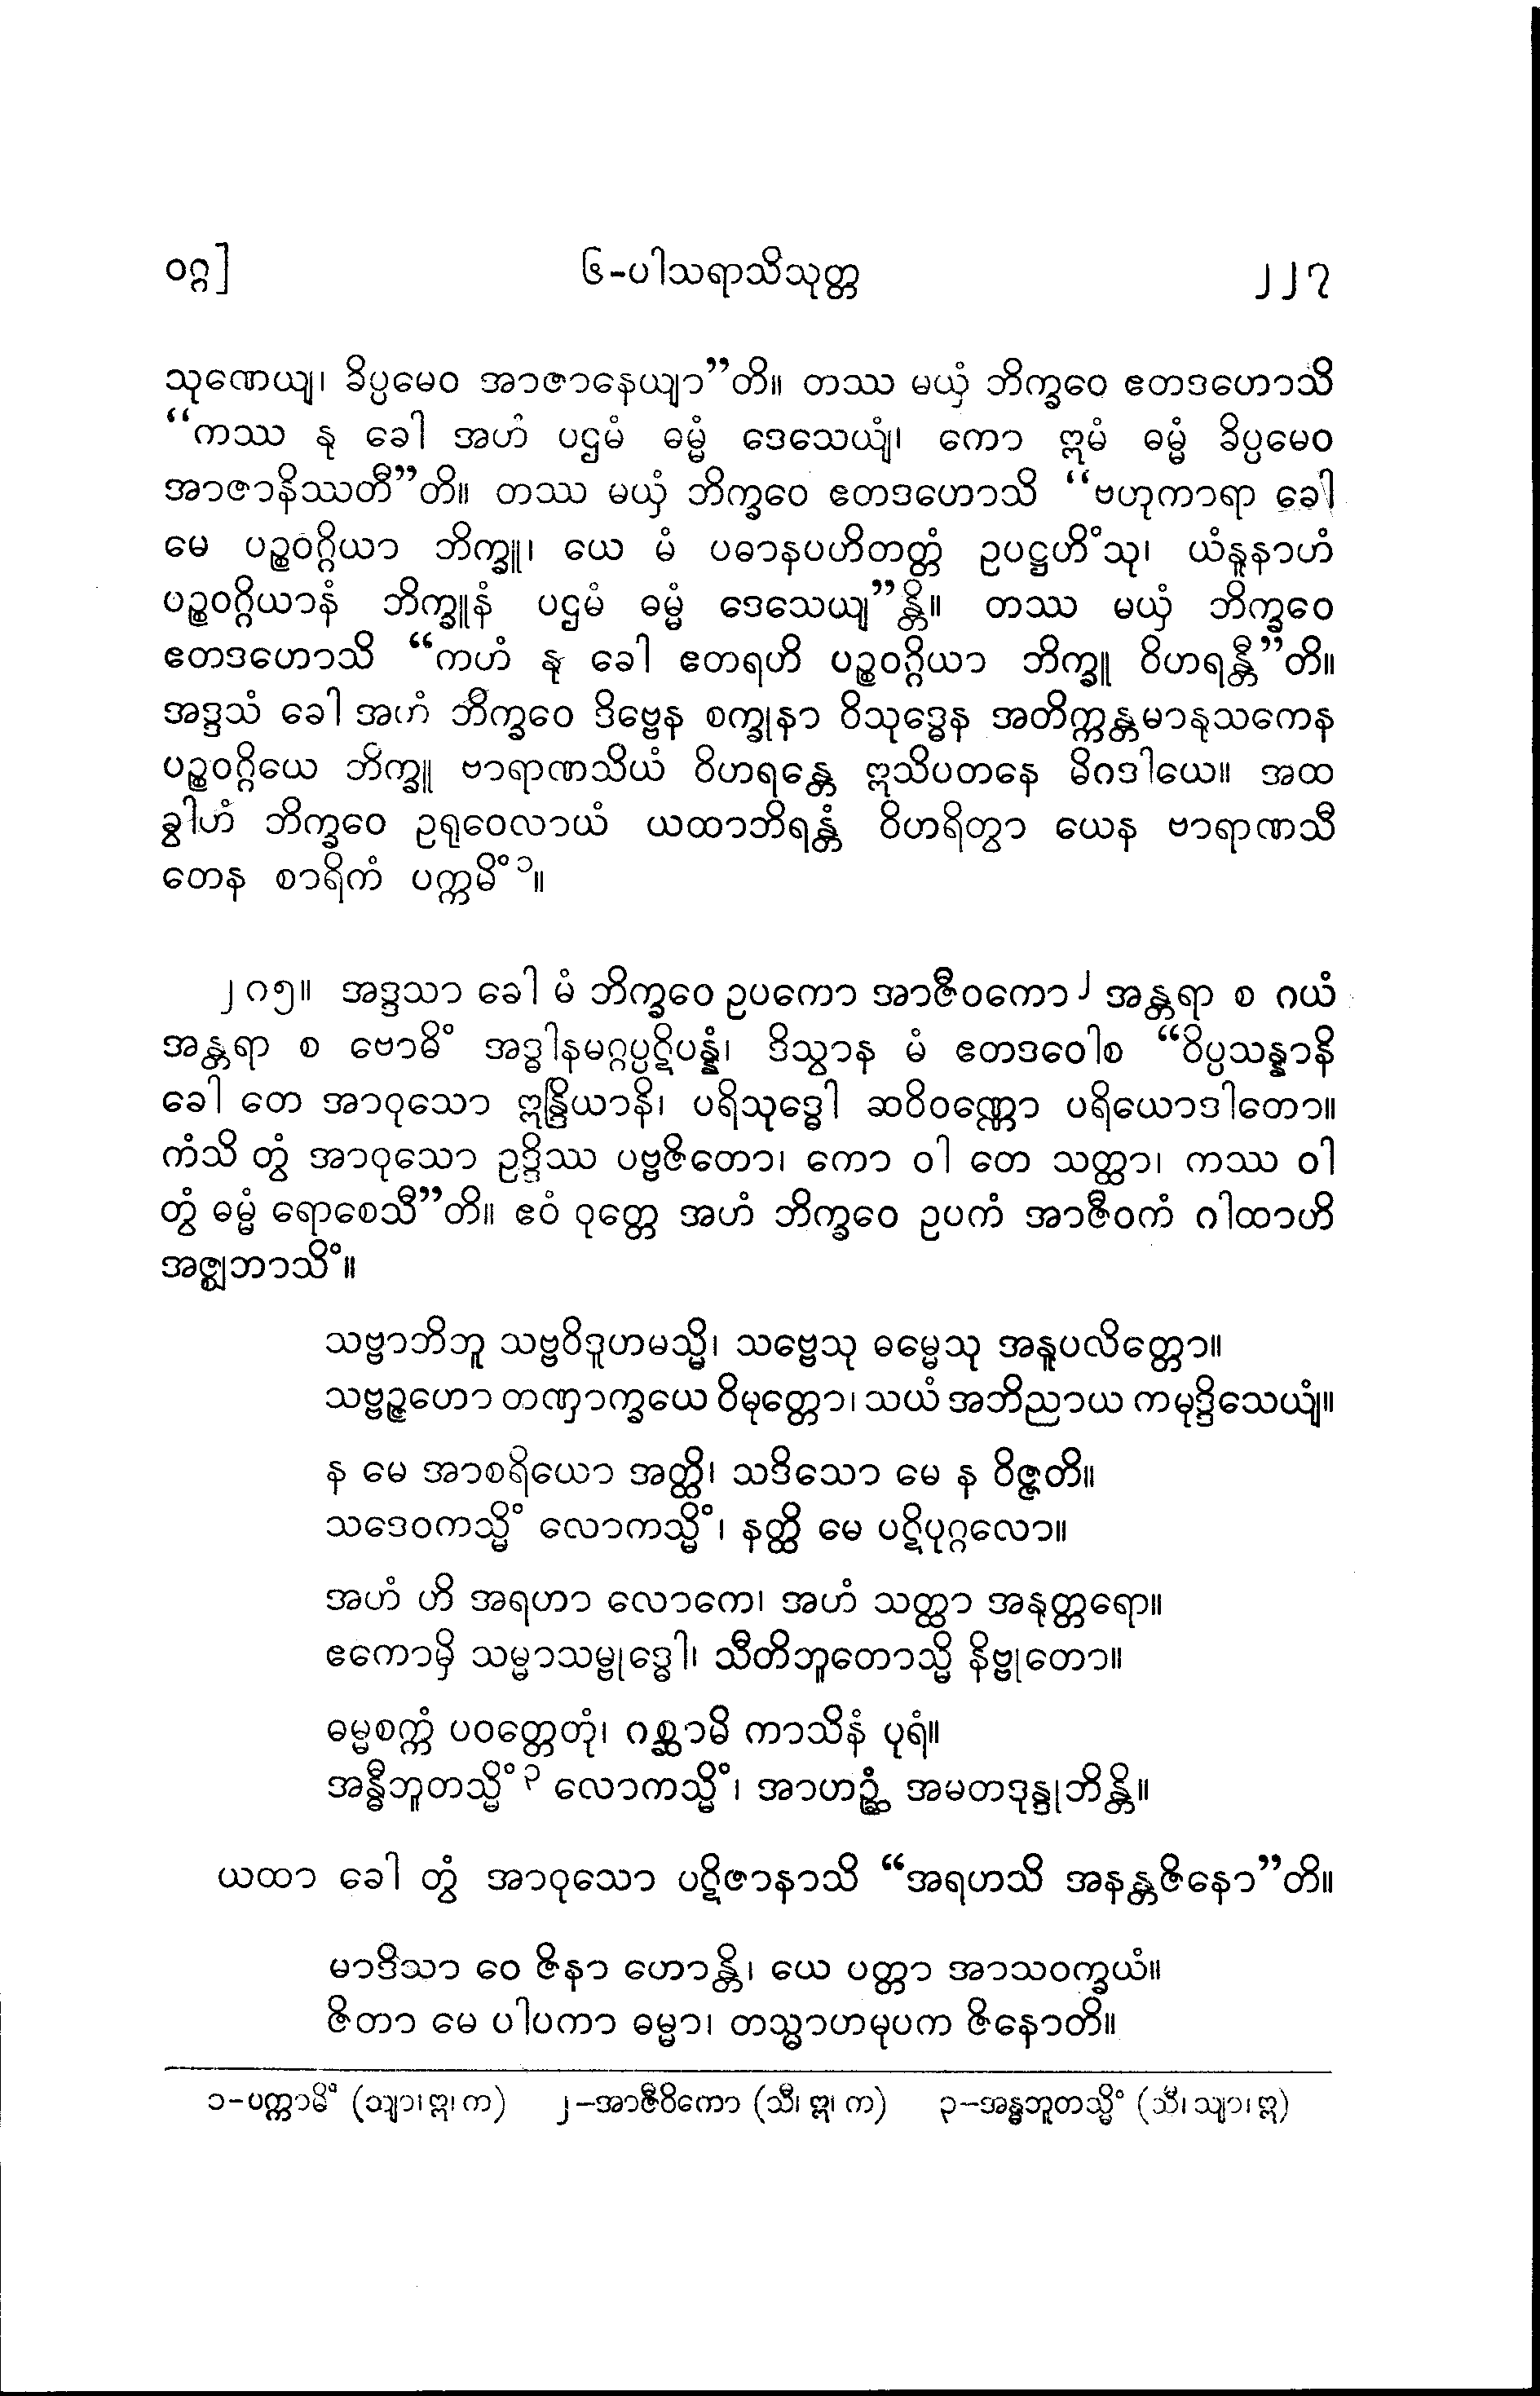 ဝဂ္ဂ] ၆-ပါသရာသိသုတ္တ ၂၂၇
သုဏေယျ၊ ခိပ္ပမေဝ အာဇာနေယျာ”တိ။ တဿ မယှံ ဘိက္ခဝေ ဧတဒဟောသိ
“ကဿ နု ခေါ အဟံ ပဌမံ ဓမ္မံ ဒေသေယျံ၊ ကော ဣမံ ဓမ္မံ ခိပ္ပမေဝ
အာဇာနိဿတီ”တိ။ တဿ မယှံ ဘိက္ခဝေ ဧတဒဟောသိ “ဗဟုကာရာ ခေါ
မေ ပဉ္စဝဂ္ဂိယာ ဘိက္ခူ၊ ယေ မံ ပဓာနပဟိတတ္တံ ဥပဋ္ဌဟိံသု၊ ယံနူနာဟံ
ပဉ္စဝဂ္ဂိယာနံ ဘိက္ခူနံ ပဌမံ ဓမ္မံ ဒေသေယျ”န္တိ။ တဿ မယှံ ဘိက္ခဝေ
ဧတဒဟောသိ “ကဟံ နု ခေါ ဧတရဟိ ပဉ္စဝဂ္ဂိယာ ဘိက္ခူ ဝိဟရန္တီ”တိ။
အဒ္ဒသံ ခေါ အဟံ ဘိက္ခဝေ ဒိဗ္ဗေန စက္ခုနာ ဝိသုဒ္ဓေန အတိက္ကန္တမာနုသကေန
ပဉ္စဝဂ္ဂိယေ ဘိက္ခူ ဗာရာဏသိယံ ဝိဟရန္တေ ဣသိပတနေ မိဂဒါယေ။ အထ
ခွါဟံ ဘိက္ခဝေ ဥရုဝေလာယံ ယထာဘိရန္တံ ဝိဟရိတွာ ယေန ဗာရာဏသီ
တေန စာရိကံ ပက္ကမိံ ၁။
၂၈၅။ အဒ္ဒသာ ခေါ မံ ဘိက္ခဝေ ဥပကော အာဇီဝကော ၂ အန္တရာ စ ဂယံ
အန္တရာ စ ဗောဓိံ အဒ္ဓါနမဂ္ဂပ္ပဋိပန္နံ၊ ဒိသွာန မံ ဧတဒဝေါစ “ဝိပ္ပသန္နာနိ
ခေါ တေ အာဝုသော ဣန္ဒြိယာနိ၊ ပရိသုဒ္ဓေါ ဆဝိဝဏ္ဏော ပရိယောဒါတော။
ကံသိ တွံ အာဝုသော ဥဒ္ဒိဿ ပဗ္ဗဇိတော၊ ကော ဝါ တေ သတ္ထာ၊ ကဿ ဝါ
တွံ ဓမ္မံ ရောစေသီ”တိ။ ဧဝံ ဝုတ္တေ အဟံ ဘိက္ခဝေ ဥပကံ အာဇီဝကံ ဂါထာဟိ
အဇ္ဈဘာသိံ။
သဗ္ဗာဘိဘူ သဗ္ဗဝိဒူဟမသ္မိ၊ သဗ္ဗေသု ဓမ္မေသု အနူပလိတ္တော။
သဗ္ဗဉ္ဇဟော တဏှာက္ခယေ ဝိမုတ္တော၊ သယံ အဘိညာယ ကမုဒ္ဒိသေယျံ။
န မေ အာစရိယော အတ္ထိ၊ သဒိသော မေ န ဝိဇ္ဇတိ။
သဒေဝကသ္မိံ လောကသ္မိံ၊ နတ္ထိ မေ ပဋိပုဂ္ဂလော။
အဟံ ဟိ အရဟာ လောကေ၊ အဟံ သတ္ထာ အနုတ္တရော။
ဧကောမှိ သမ္မာသမ္ဗုဒ္ဓေါ၊ သီတိဘူတောသ္မိ နိဗ္ဗုတော။
ဓမ္မစက္ကံ ပဝတ္တေတုံ၊ ဂစ္ဆာမိ ကာသိနံ ပုရံ။
အန္ဓီဘူတသ္မိံ ၃ လောကသ္မိံ၊ အာဟဉ္ဆံ အမတဒုန္ဒုဘိန္တိ။
ယထာ ခေါ တွံ အာဝုသော ပဋိဇာနာသိ “အရဟသိ အနန္တဇိနော”တိ။
မာဒိသာ ဝေ ဇိနာ ဟောန္တိ၊ ယေ ပတ္တာ အာသဝက္ခယံ။
ဇိတာ မေ ပါပကာ ဓမ္မာ၊ တသ္မာဟမုပက ဇိနောတိ။
၁-ပက္ကာမိံ (သျာ၊ ဣ၊ က) ၂-အာဇီဝိကော (သီ၊ ဣ၊ က) ၃-အန္ဓဘူတသ္မိံ (သီ၊ သျာ၊ ဣ)